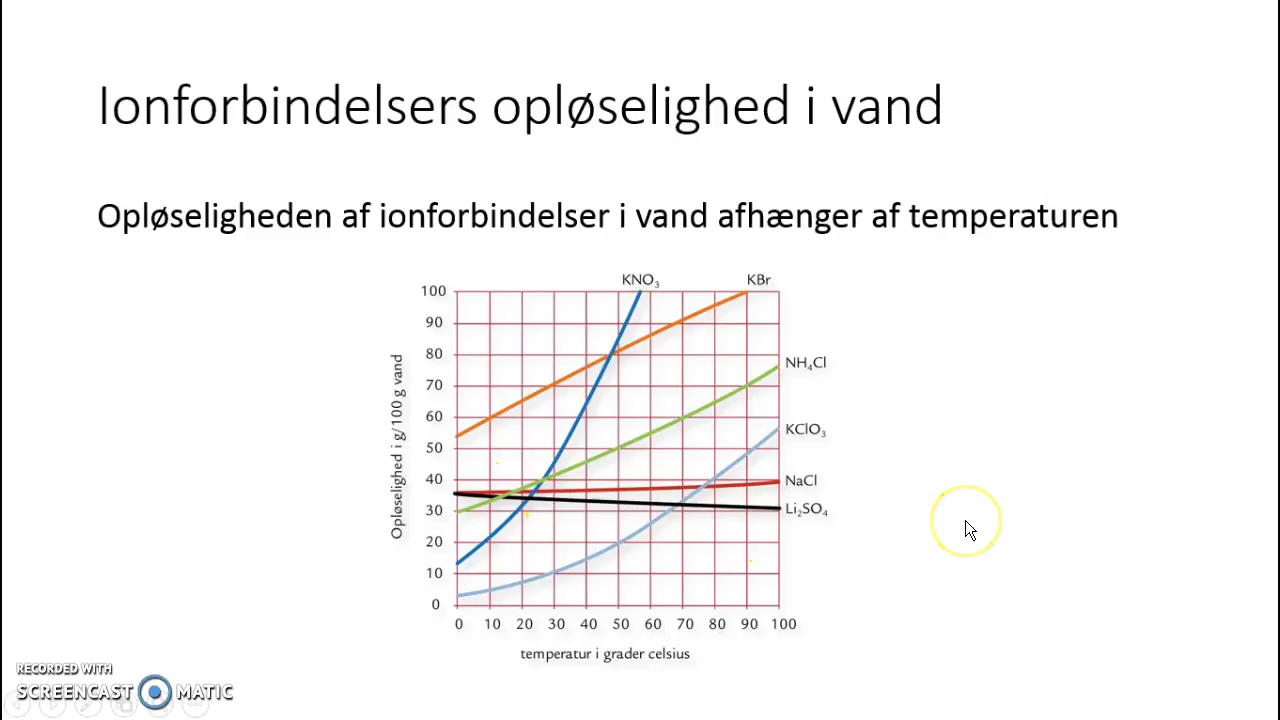 Ionforbindelsers opløselighed i vand
Opløseligheden af ionforbindelser i vand afhænger af temperaturen
KNO₃ KBr
100
90
80
70
60
50
40
30
20
10
0
Opløselighed i g/100 g vand
NH₄Cl
KClO₃
NaCl
Li₂SO₄
0 10 20 30 40 50 60 70 80 90 100
temperatur i grader celsius
RECORDED WITH
SCREENCAST MATIC